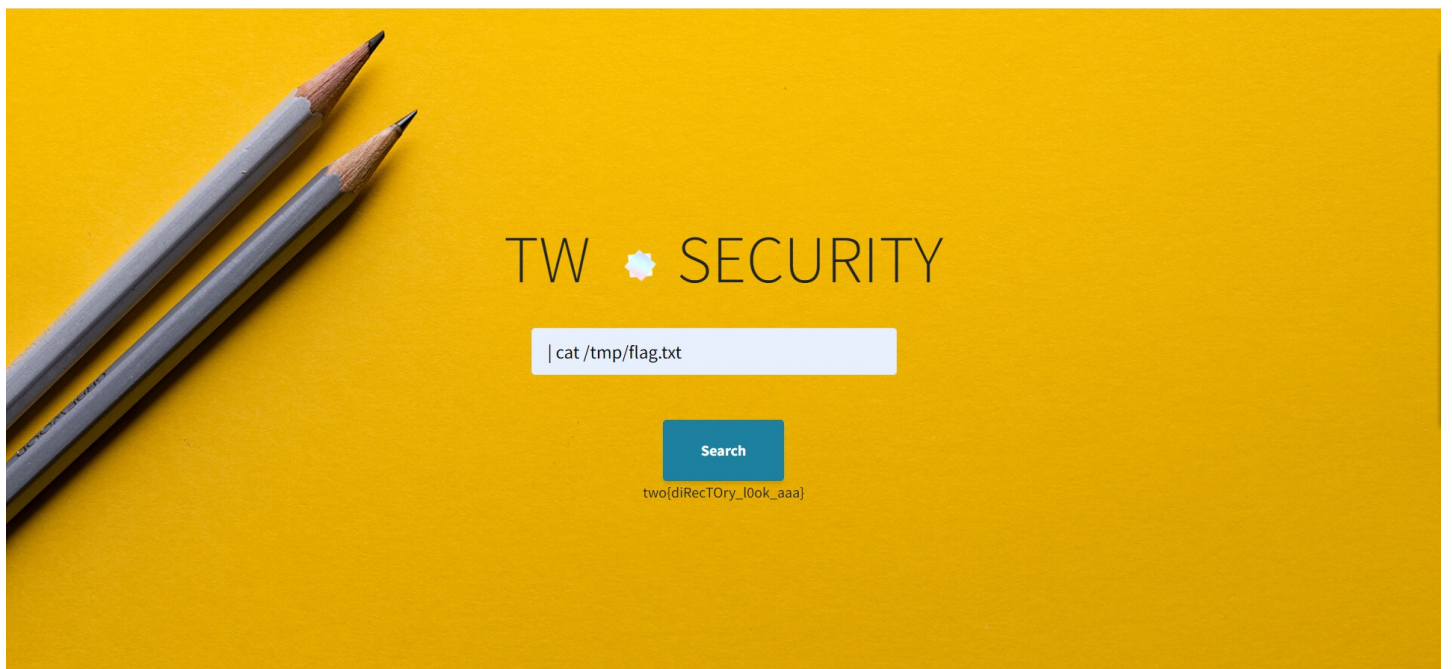 TW SECURITY
| cat /tmp/flag.txt
Search
two{diRecTOry_l0ok_aaa}